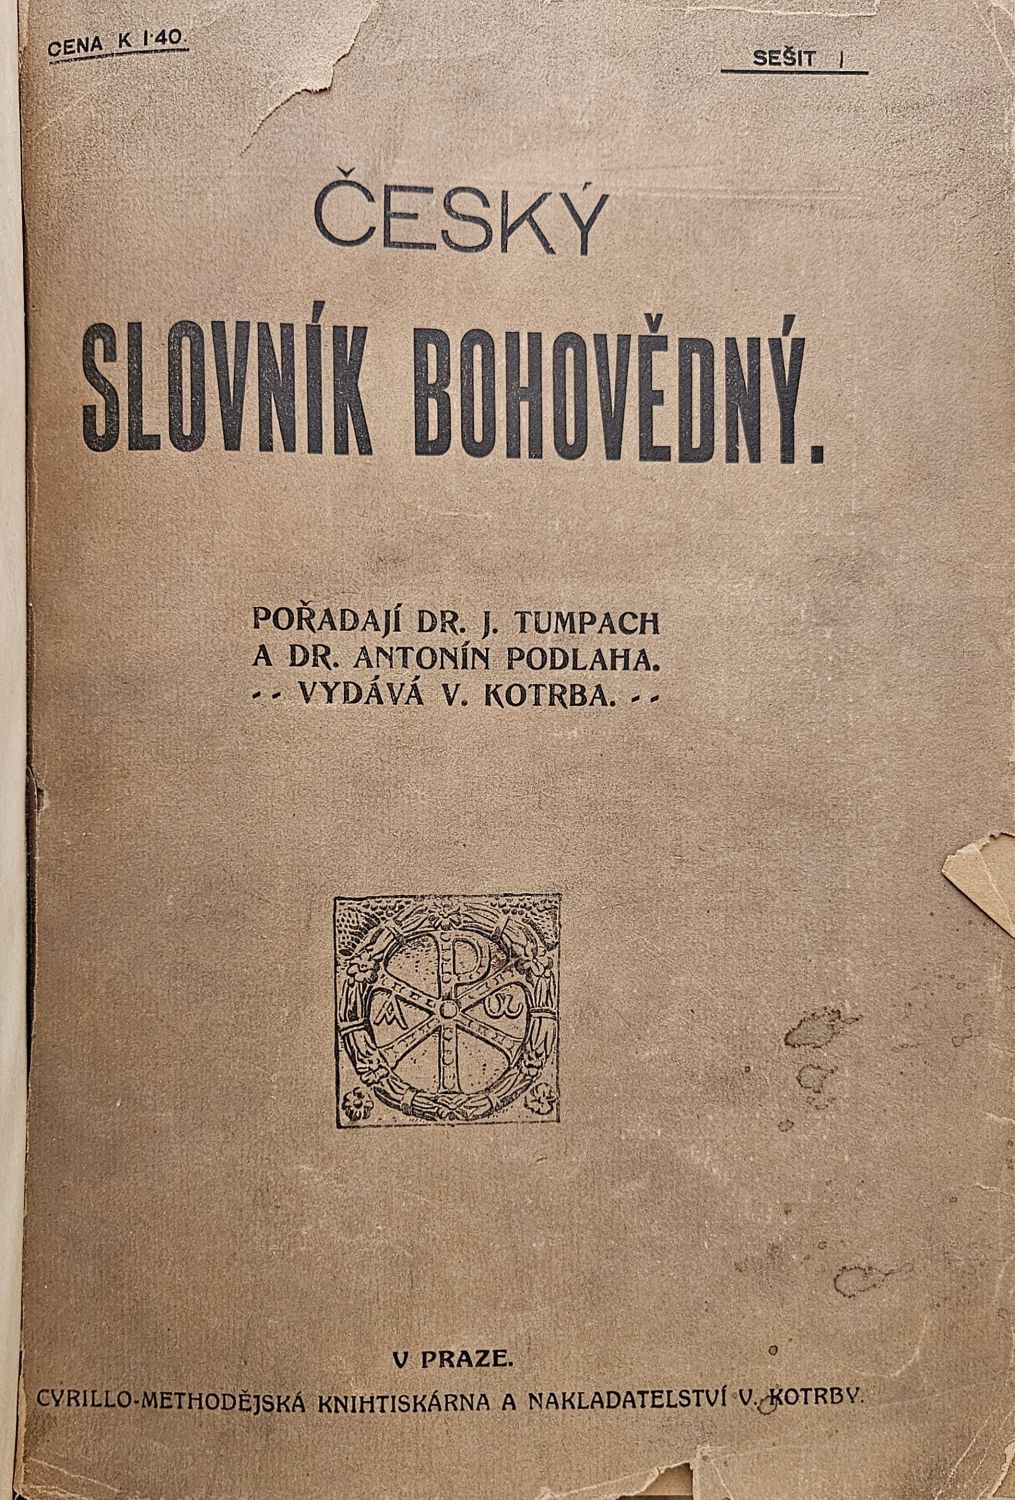 CENA K 1·40.
SEŠIT 1
ČESKÝ
SLOVNÍK BOHOVĚDNÝ.
POŘADAJÍ DR. J. TUMPACH
A DR. ANTONÍN PODLAHA.
-- VYDÁVÁ V. KOTRBA. --
P
A ω
V PRAZE.
CYRILLO-METHODĚJSKÁ KNIHTISKÁRNA A NAKLADATELSTVÍ V. KOTRBY.